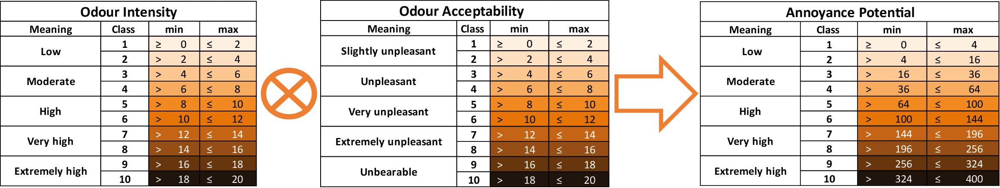 Odour Intensity
Meaning Class min max
Low 1 ≥ 0 ≤ 2
2 > 2 ≤ 4
Moderate 3 > 4 ≤ 6
4 > 6 ≤ 8
High 5 > 8 ≤ 10
6 > 10 ≤ 12
Very high 7 > 12 ≤ 14
8 > 14 ≤ 16
Extremely high 9 > 16 ≤ 18
10 > 18 ≤ 20
Odour Acceptability
Meaning Class min max
Slightly unpleasant 1 ≥ 0 ≤ 2
2 > 2 ≤ 4
Unpleasant 3 > 4 ≤ 6
4 > 6 ≤ 8
Very unpleasant 5 > 8 ≤ 10
6 > 10 ≤ 12
Extremely unpleasant 7 > 12 ≤ 14
8 > 14 ≤ 16
Unbearable 9 > 16 ≤ 18
10 > 18 ≤ 20
Annoyance Potential
Meaning Class min max
Low 1 ≥ 0 ≤ 4
2 > 4 ≤ 16
Moderate 3 > 16 ≤ 36
4 > 36 ≤ 64
High 5 > 64 ≤ 100
6 > 100 ≤ 144
Very high 7 > 144 ≤ 196
8 > 196 ≤ 256
Extremely high 9 > 256 ≤ 324
10 > 324 ≤ 400